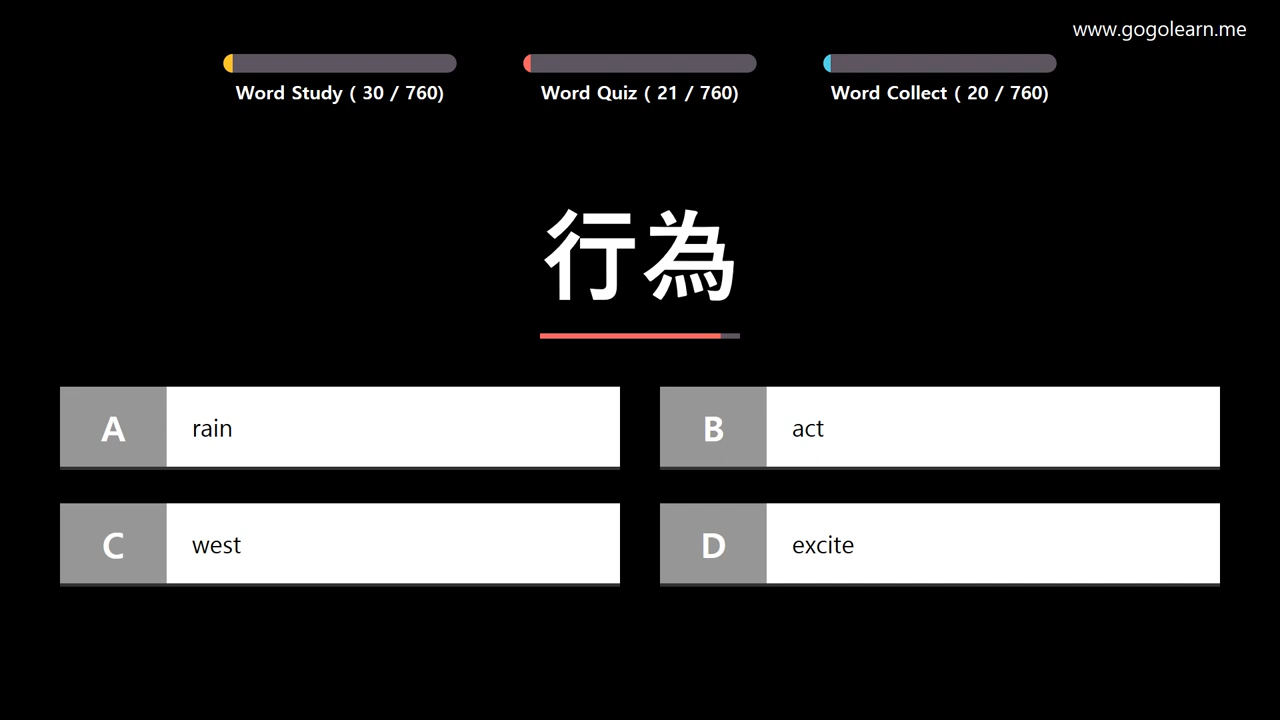 www.gogolearn.me
Word Study ( 30 / 760)
Word Quiz ( 21 / 760)
Word Collect ( 20 / 760)
行為
A rain
B act
C west
D excite